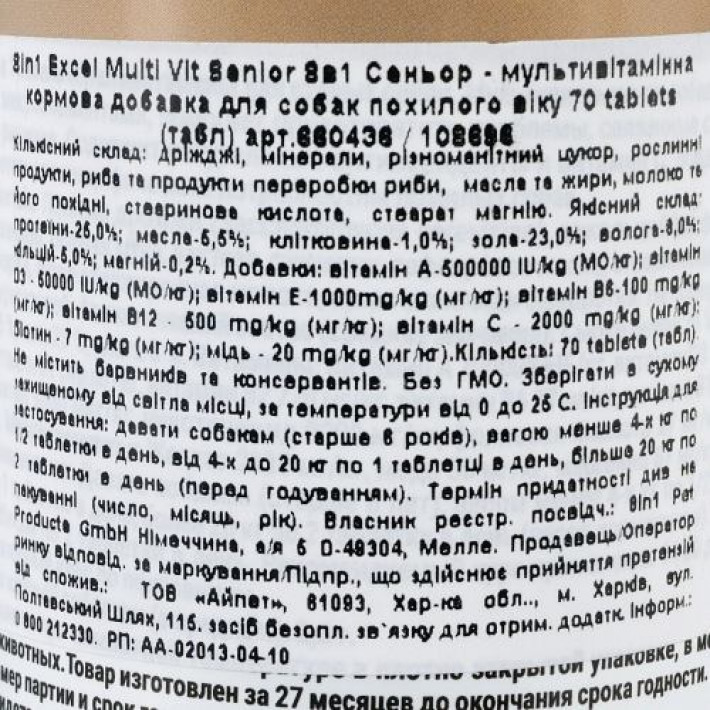 8in1 Excel Multi Vit Senior 8в1 Сеньор - мультивітамінна
кормова добавка для собак похилого віку 70 tablets
(табл) арт.660436 /
Кількісний склад: дріжджі, мінерали, різноманітний цукор, рослинні
продукти, риба та продукти переробки риби, масла та жири, молоко та
його похідні, стеаринова кислота, стеарат магнію. Якісний склад:
протеїни-25,0%; масла-5,5%; клітковина-1,0%; зола-23,0%; волога-8,0%;
кільцій-5,0%; магній-0,2%. Добавки: вітамін А-500000 IU/kg (МО/кг); вітамін
D3 - 50000 IU/kg (МО/кг); вітамін Е-1000mg/kg (мг/кг); вітамін B6-100 mg/kg
(мг/кг); вітамін B12 - 500 mg/kg (мг/кг); вітамін С - 2000 mg/kg (мг/кг);
біотин - 7 mg/kg (мг/кг); мідь - 20 mg/kg (мг/кг).Кількість: 70 tablets (табл).
Не містить барвників та консервантів. Без ГМО. Зберігати в сухому
захищеному від світла місці, за температури від 0 до 25 С. Інструкція для
застосування: давати собакам (старше 6 років), вагою менше 4-х кг по
1/2 таблетки в день, від 4-х до 20 кг по 1 таблетці в день, більше 20 кг по
2 таблетки в день (перед годуванням). Термін придатності див на
пакуванні (число, місяць, рік). Власник реєстр. посвідч.: 8in1 Pet
Products GmbH Німеччина, а/я 6 D-49304, Мелле. Продавець/Оператор
ринку відповід. за маркування/Підпр., що здійснює прийняття претензій
від спожив.: ТОВ «Айпет», 61093, Хар-ка обл.., м. Харків, вул.
Полтавський Шлях, 115. засіб безопл. зв`язку для отрим. додатк. інформ.:
0 800 212330. РП: АА-02013-04-10
в плотно закрытой упаковке, в
животных.Товар изготовлен за 27 месяцев до окончания срока годности.
партии и срок